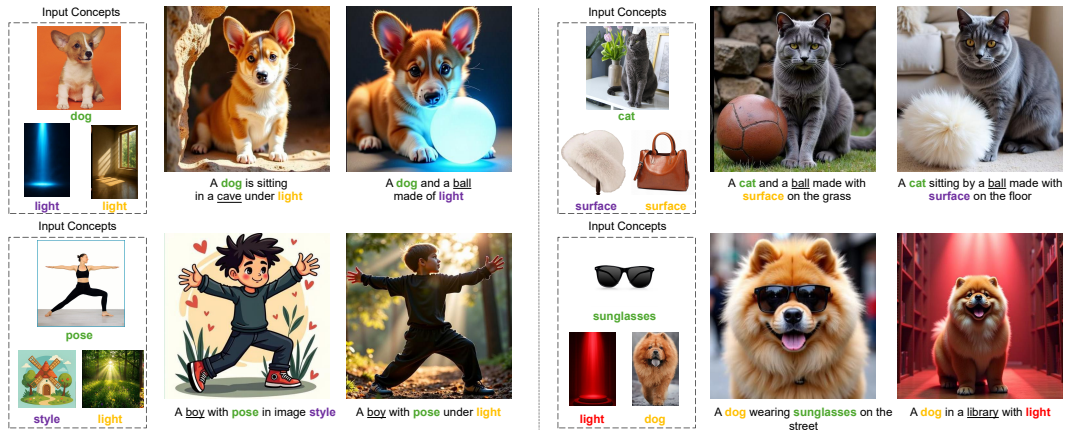 Input Concepts
dog
light
light
A dog is sitting
in a cave under light
A dog and a ball
made of light
Input Concepts
cat
surface
surface
A cat and a ball made with
surface on the grass
A cat sitting by a ball made with
surface on the floor
Input Concepts
pose
style
light
A boy with pose in image style
A boy with pose under light
Input Concepts
sunglasses
light
dog
A dog wearing sunglasses on the
street
A dog in a library with light